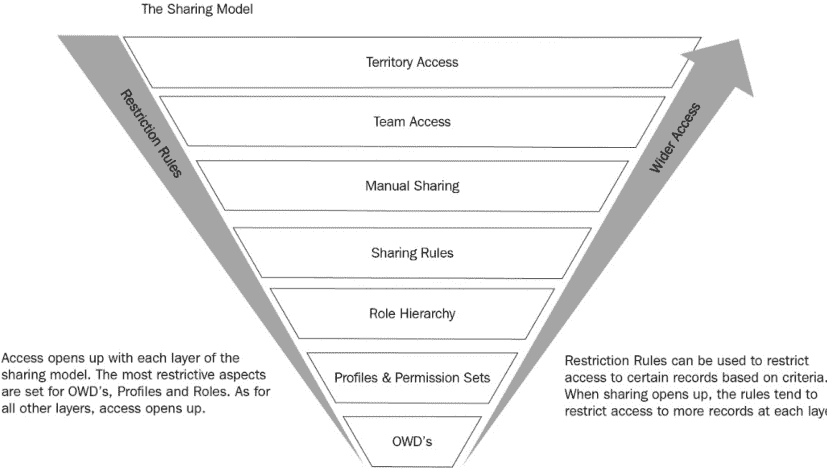 The Sharing Model
Territory Access
Team Access
Manual Sharing
Sharing Rules
Role Hierarchy
Profiles & Permission Sets
OWD's
Restriction Rules
Wider Access
Access opens up with each layer of the
sharing model. The most restrictive aspects
are set for OWD's, Profiles and Roles. As for
all other layers, access opens up.
Restriction Rules can be used to restrict
access to certain records based on criteria.
When sharing opens up, the rules tend to
restrict access to more records at each